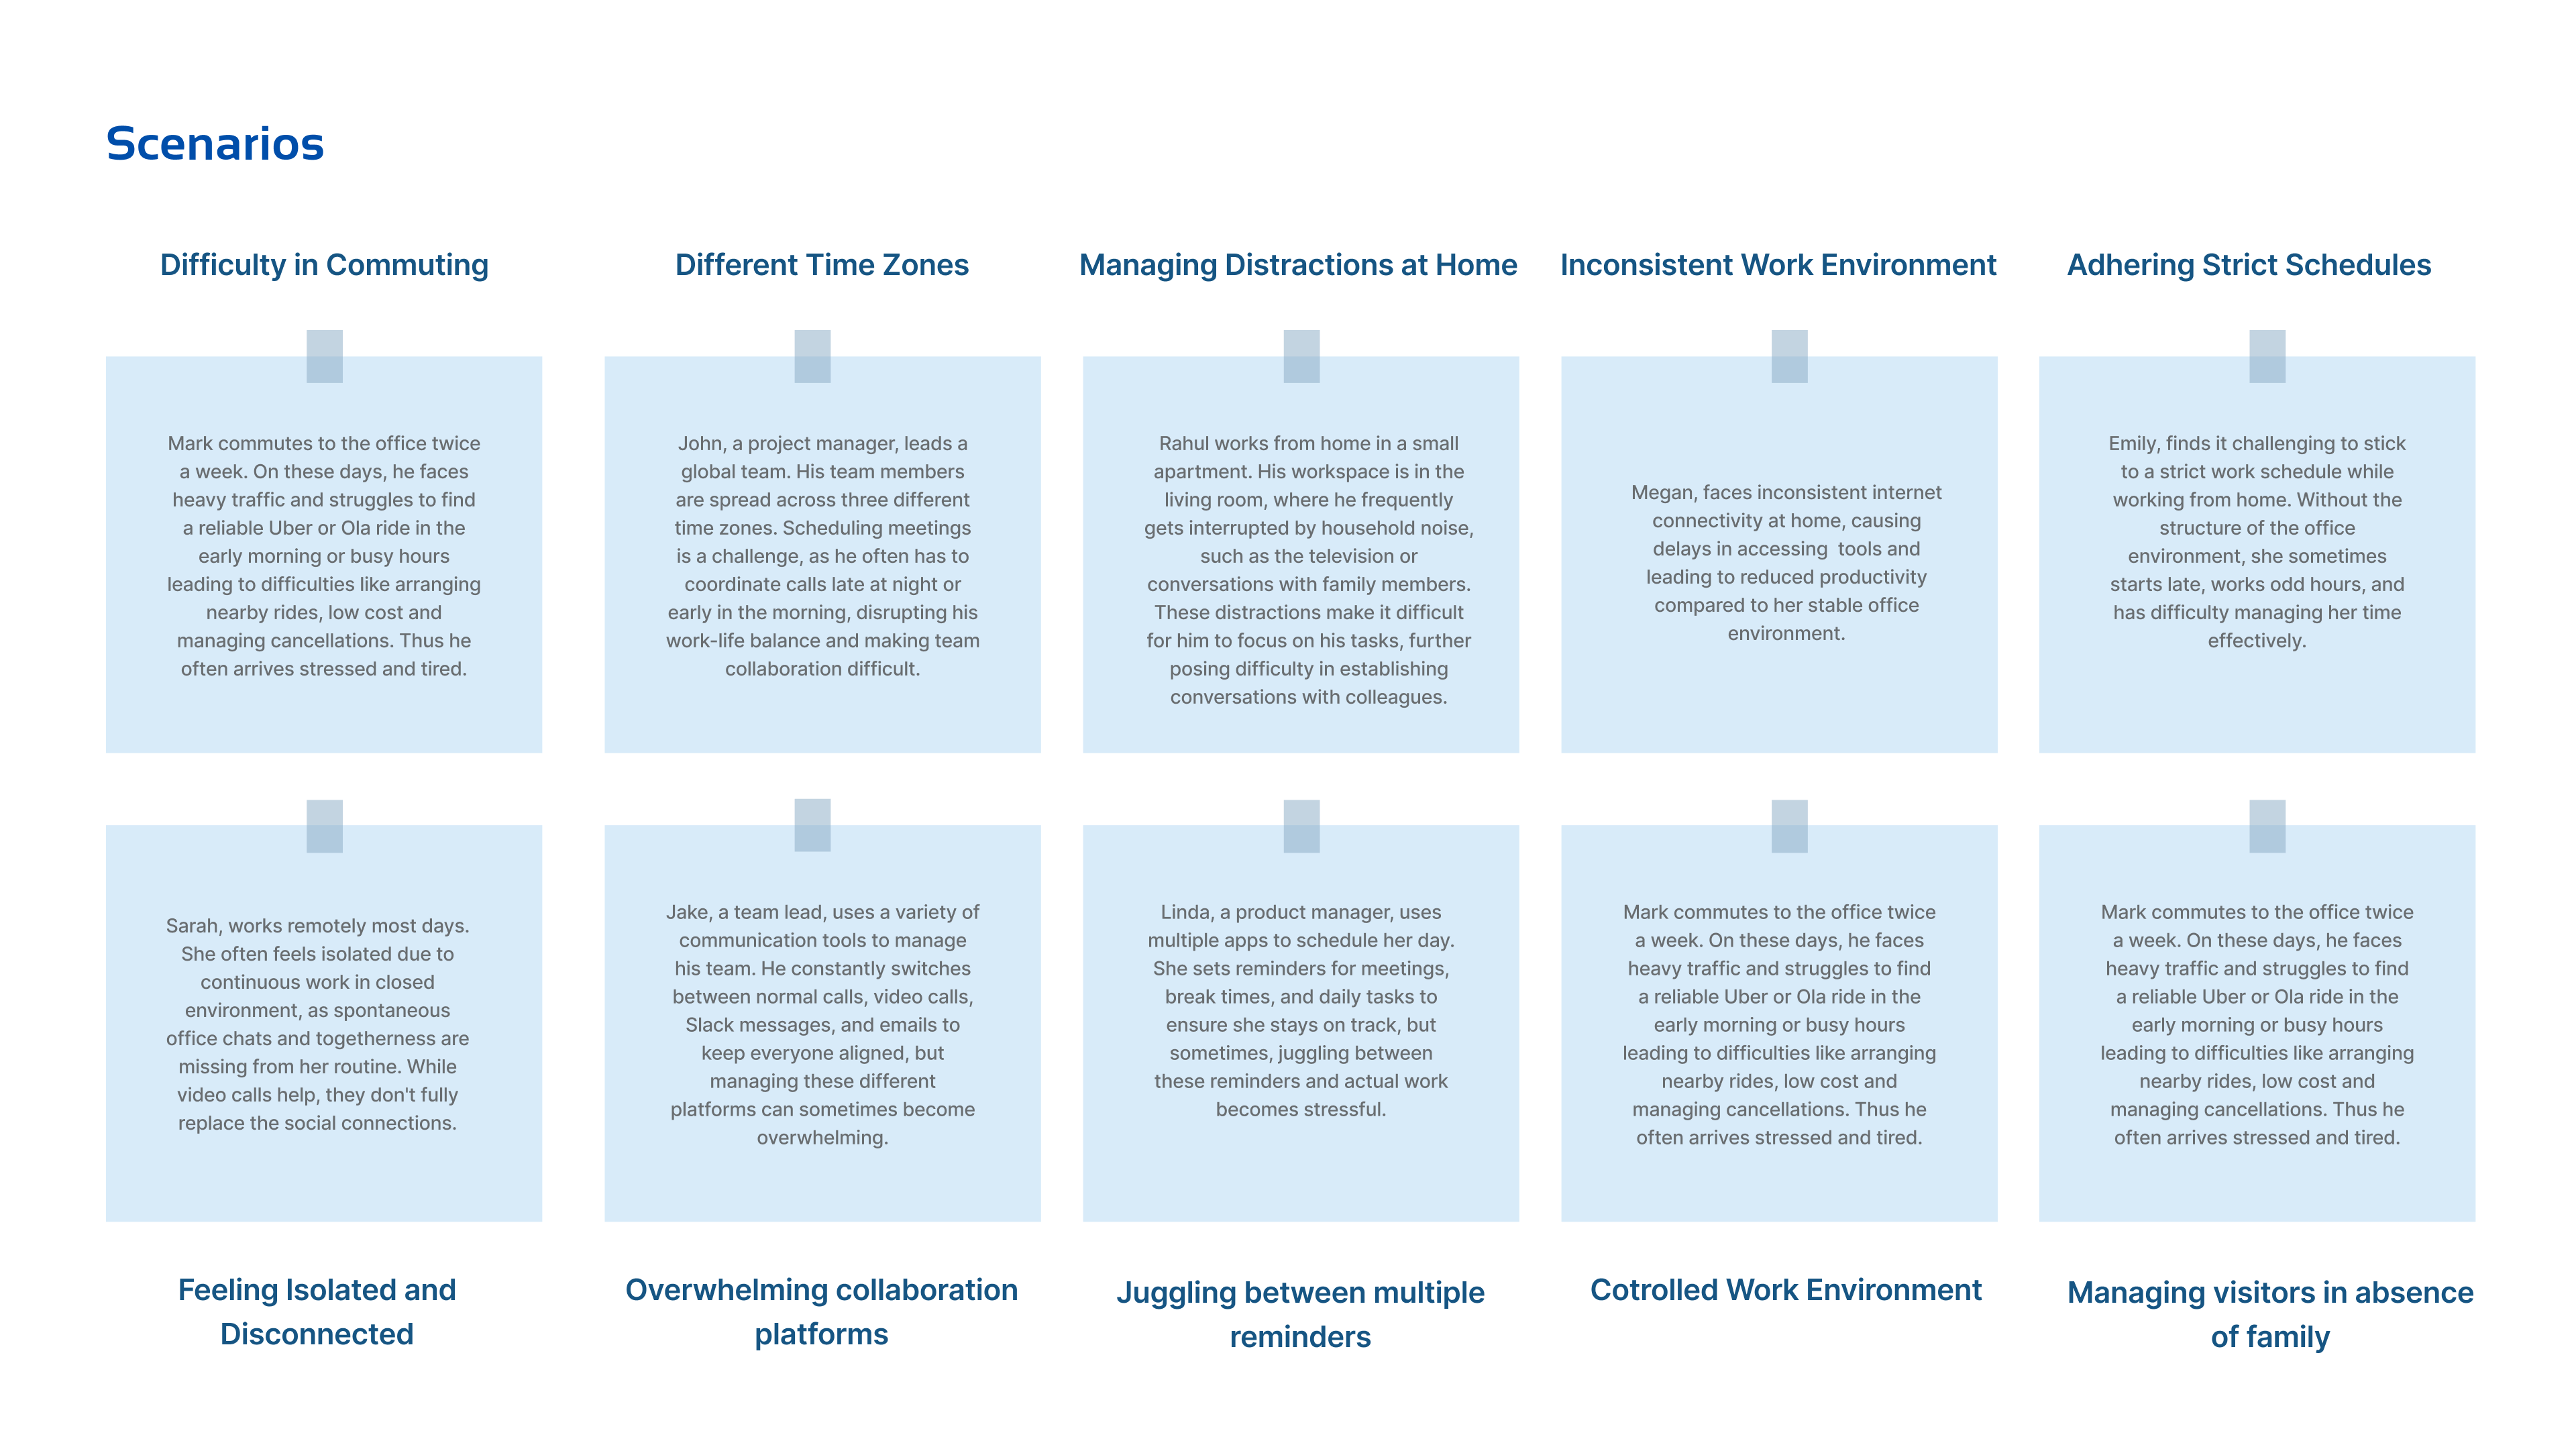 Scenarios
Difficulty in Commuting
Different Time Zones
Managing Distractions at Home
Inconsistent Work Environment
Adhering Strict Schedules
Mark commutes to the office twice
a week. On these days, he faces
heavy traffic and struggles to find
a reliable Uber or Ola ride in the
early morning or busy hours
leading to difficulties like arranging
nearby rides, low cost and
managing cancellations. Thus he
often arrives stressed and tired.
John, a project manager, leads a
global team. His team members
are spread across three different
time zones. Scheduling meetings
is a challenge, as he often has to
coordinate calls late at night or
early in the morning, disrupting his
work-life balance and making team
collaboration difficult.
Rahul works from home in a small
apartment. His workspace is in the
living room, where he frequently
gets interrupted by household noise,
such as the television or
conversations with family members.
These distractions make it difficult
for him to focus on his tasks, further
posing difficulty in establishing
conversations with colleagues.
Megan, faces inconsistent internet
connectivity at home, causing
delays in accessing  tools and
leading to reduced productivity
compared to her stable office
environment.
Emily, finds it challenging to stick
to a strict work schedule while
working from home. Without the
structure of the office
environment, she sometimes
starts late, works odd hours, and
has difficulty managing her time
effectively.
Sarah, works remotely most days.
She often feels isolated due to
continuous work in closed
environment, as spontaneous
office chats and togetherness are
missing from her routine. While
video calls help, they don't fully
replace the social connections.
Jake, a team lead, uses a variety of
communication tools to manage
his team. He constantly switches
between normal calls, video calls,
Slack messages, and emails to
keep everyone aligned, but
managing these different
platforms can sometimes become
overwhelming.
Linda, a product manager, uses
multiple apps to schedule her day.
She sets reminders for meetings,
break times, and daily tasks to
ensure she stays on track, but
sometimes, juggling between
these reminders and actual work
becomes stressful.
Mark commutes to the office twice
a week. On these days, he faces
heavy traffic and struggles to find
a reliable Uber or Ola ride in the
early morning or busy hours
leading to difficulties like arranging
nearby rides, low cost and
managing cancellations. Thus he
often arrives stressed and tired.
Mark commutes to the office twice
a week. On these days, he faces
heavy traffic and struggles to find
a reliable Uber or Ola ride in the
early morning or busy hours
leading to difficulties like arranging
nearby rides, low cost and
managing cancellations. Thus he
often arrives stressed and tired.
Feeling Isolated and
Disconnected
Overwhelming collaboration
platforms
Juggling between multiple
reminders
Cotrolled Work Environment
Managing visitors in absence
of family